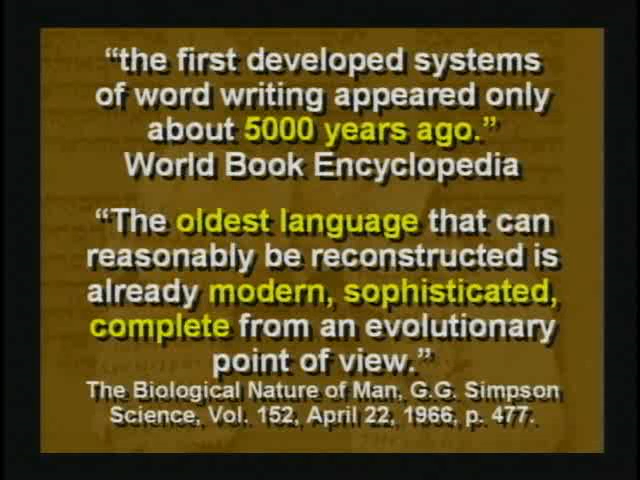 “the first developed systems
of word writing appeared only
about 5000 years ago.”
World Book Encyclopedia
“The oldest language that can
reasonably be reconstructed is
already modern, sophisticated,
complete from an evolutionary
point of view.”
The Biological Nature of Man, G.G. Simpson
Science, Vol. 152, April 22, 1966, p. 477.